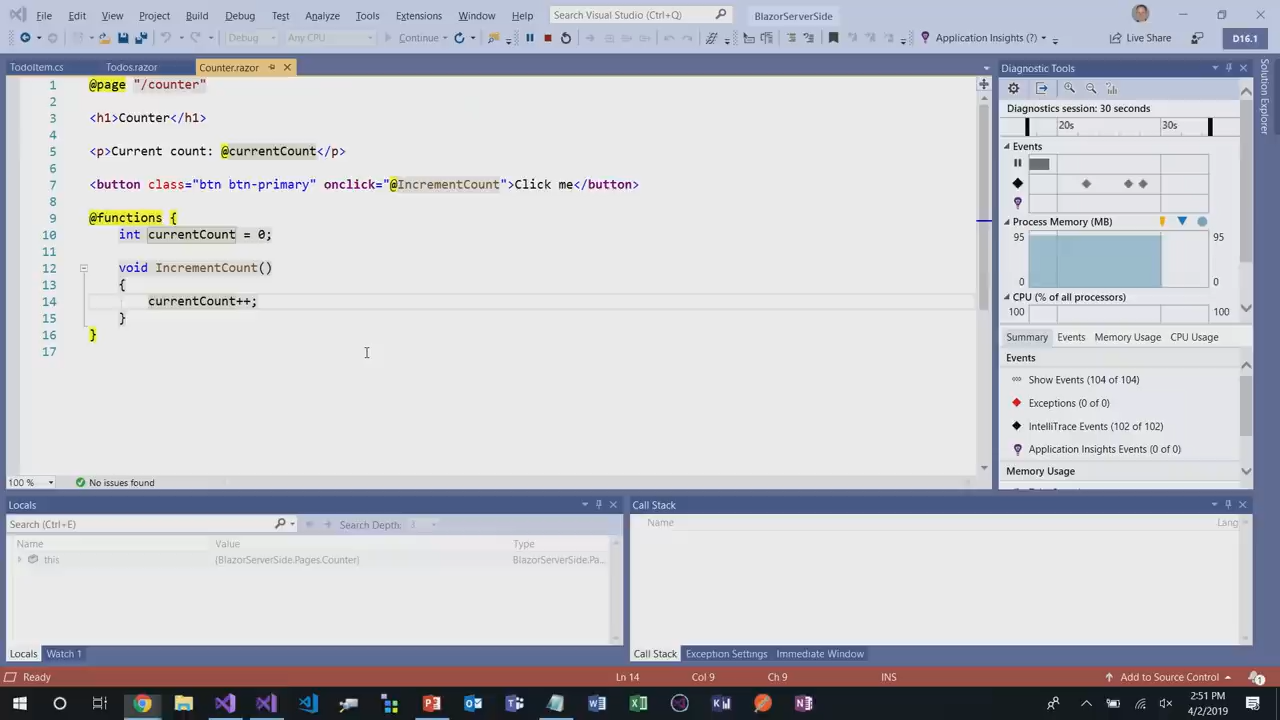 File Edit View Project Build Debug Test Analyze Tools Extensions Window Help Search Visual Studio (Ctrl+Q) BlazorServerSide
Debug Any CPU Continue Application Insights (?) Live Share D16.1
TodoItem.cs Todos.razor Counter.razor
1 @page "/counter"
2
3 <h1>Counter</h1>
4
5 <p>Current count: @currentCount</p>
6
7 <button class="btn btn-primary" onclick="@IncrementCount">Click me</button>
8
9 @functions {
10 int currentCount = 0;
11
12 void IncrementCount()
13 {
14 currentCount++;
15 }
16 }
17
100 % No issues found
Diagnostic Tools
Diagnostics session: 30 seconds
20s 30s
Events
Process Memory (MB)
95 95
0 0
CPU (% of all processors)
100 100
Summary Events Memory Usage CPU Usage
Events
Show Events (104 of 104)
Exceptions (0 of 0)
IntelliTrace Events (102 of 102)
Application Insights Events (0 of 0)
Memory Usage
Solution Explorer
Locals
Search (Ctrl+E) Search Depth:
Name Value Type
this {BlazorServerSide.Pages.Counter} BlazorServerSide.Pa...
Locals Watch 1
Call Stack
Name Lang
Call Stack Exception Settings Immediate Window
Ready Ln 14 Col 9 Ch 9 INS Add to Source Control
2:51 PM
4/2/2019